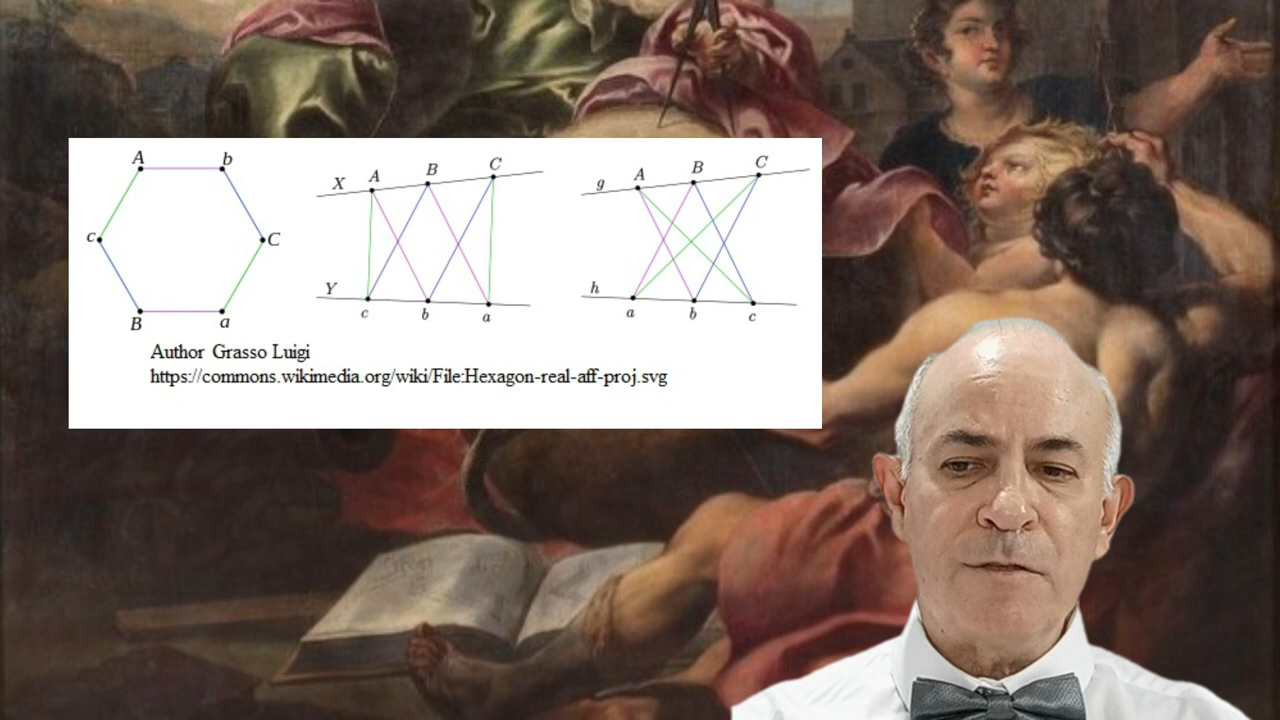 A b
c C
B a
X A B C
Y
c b a
g A B C
h
a b c
Author Grasso Luigi
https://commons.wikimedia.org/wiki/File:Hexagon-real-aff-proj.svg